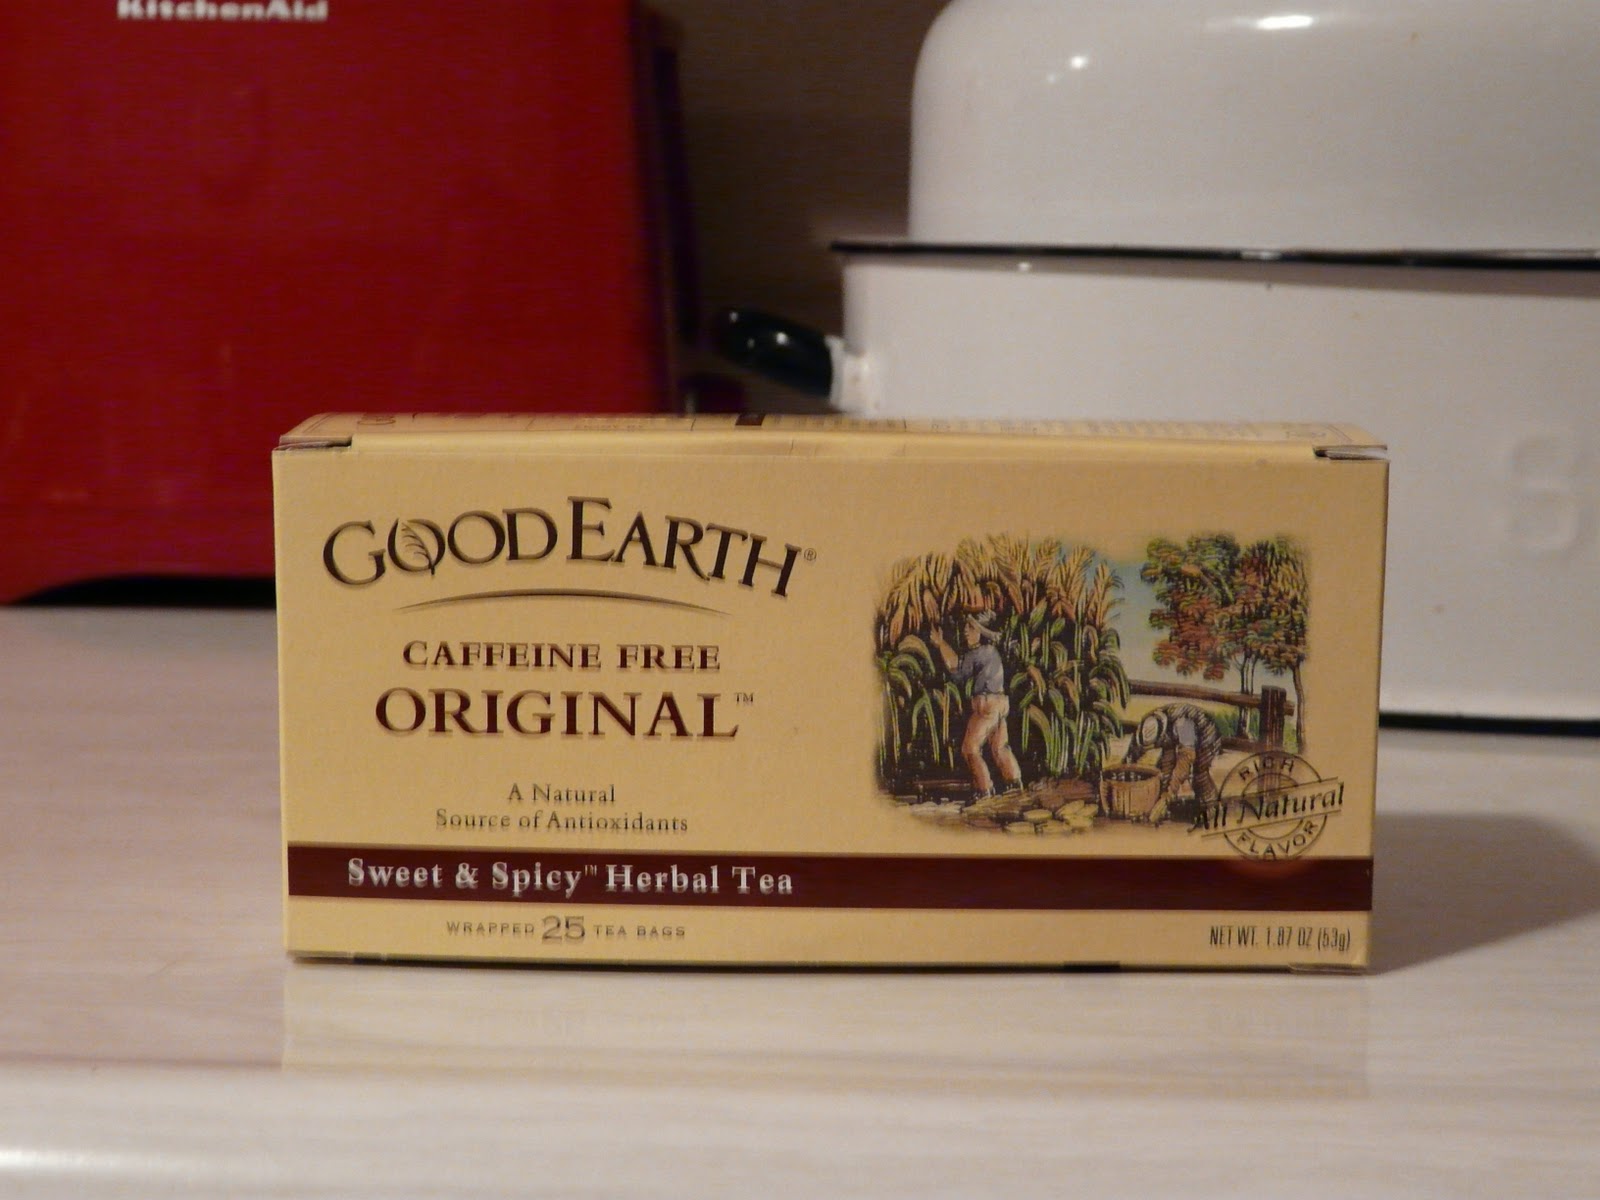 KitchenAid
GOOD EARTH®
CAFFEINE FREE
ORIGINAL™
A Natural
Source of Antioxidants
RICH
All Natural
FLAVOR
Sweet & Spicy™ Herbal Tea
WRAPPED 25 TEA BAGS
NET WT. 1.87 OZ (53g)